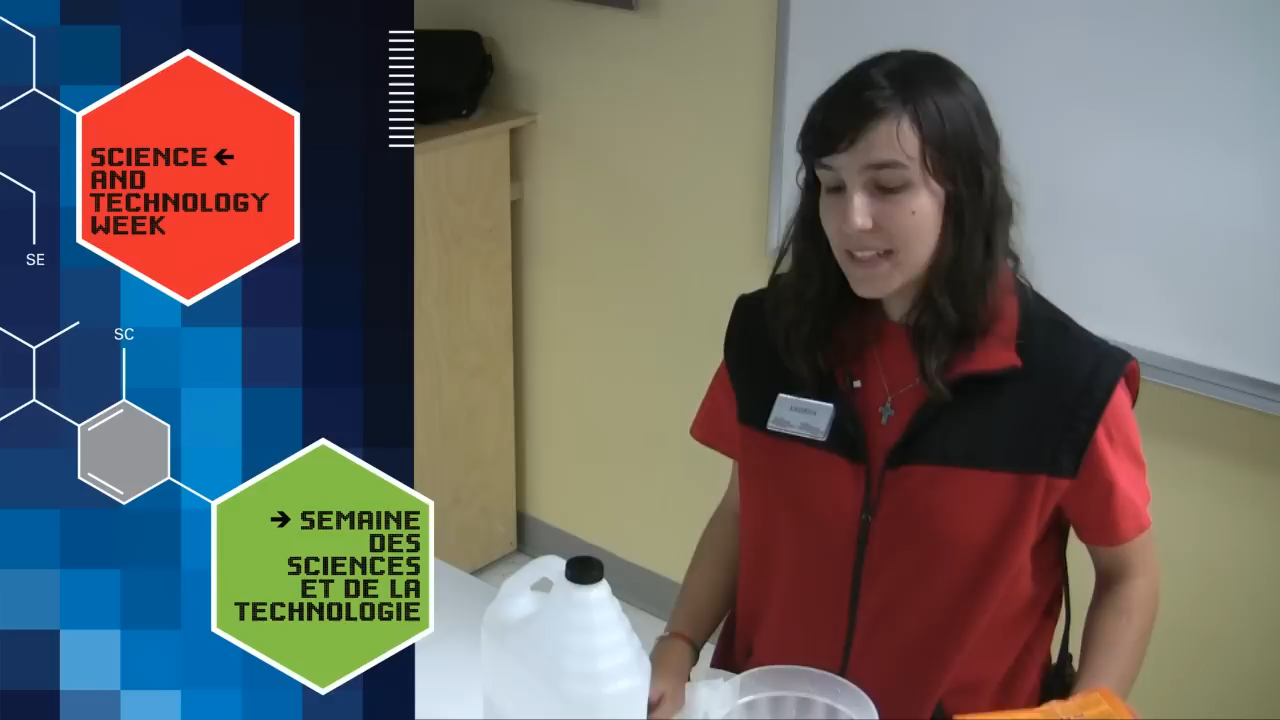 SCIENCE ←
AND
TECHNOLOGY
WEEK
SE
SC
→ SEMAINE
DES
SCIENCES
ET DE LA
TECHNOLOGIE